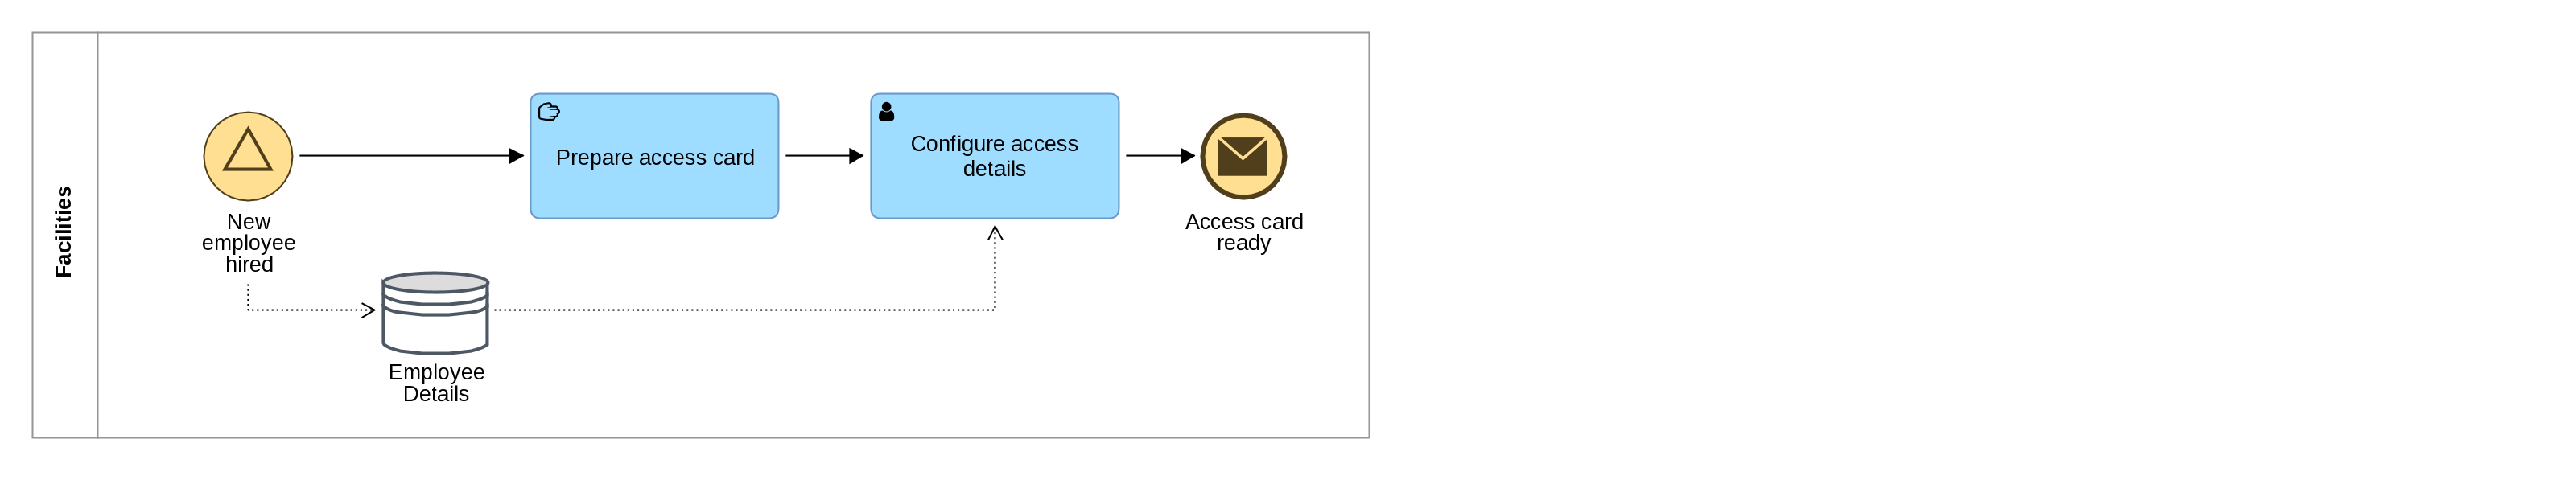 Facilities
New
employee
hired
Prepare access card
Configure access
details
Access card
ready
Employee
Details